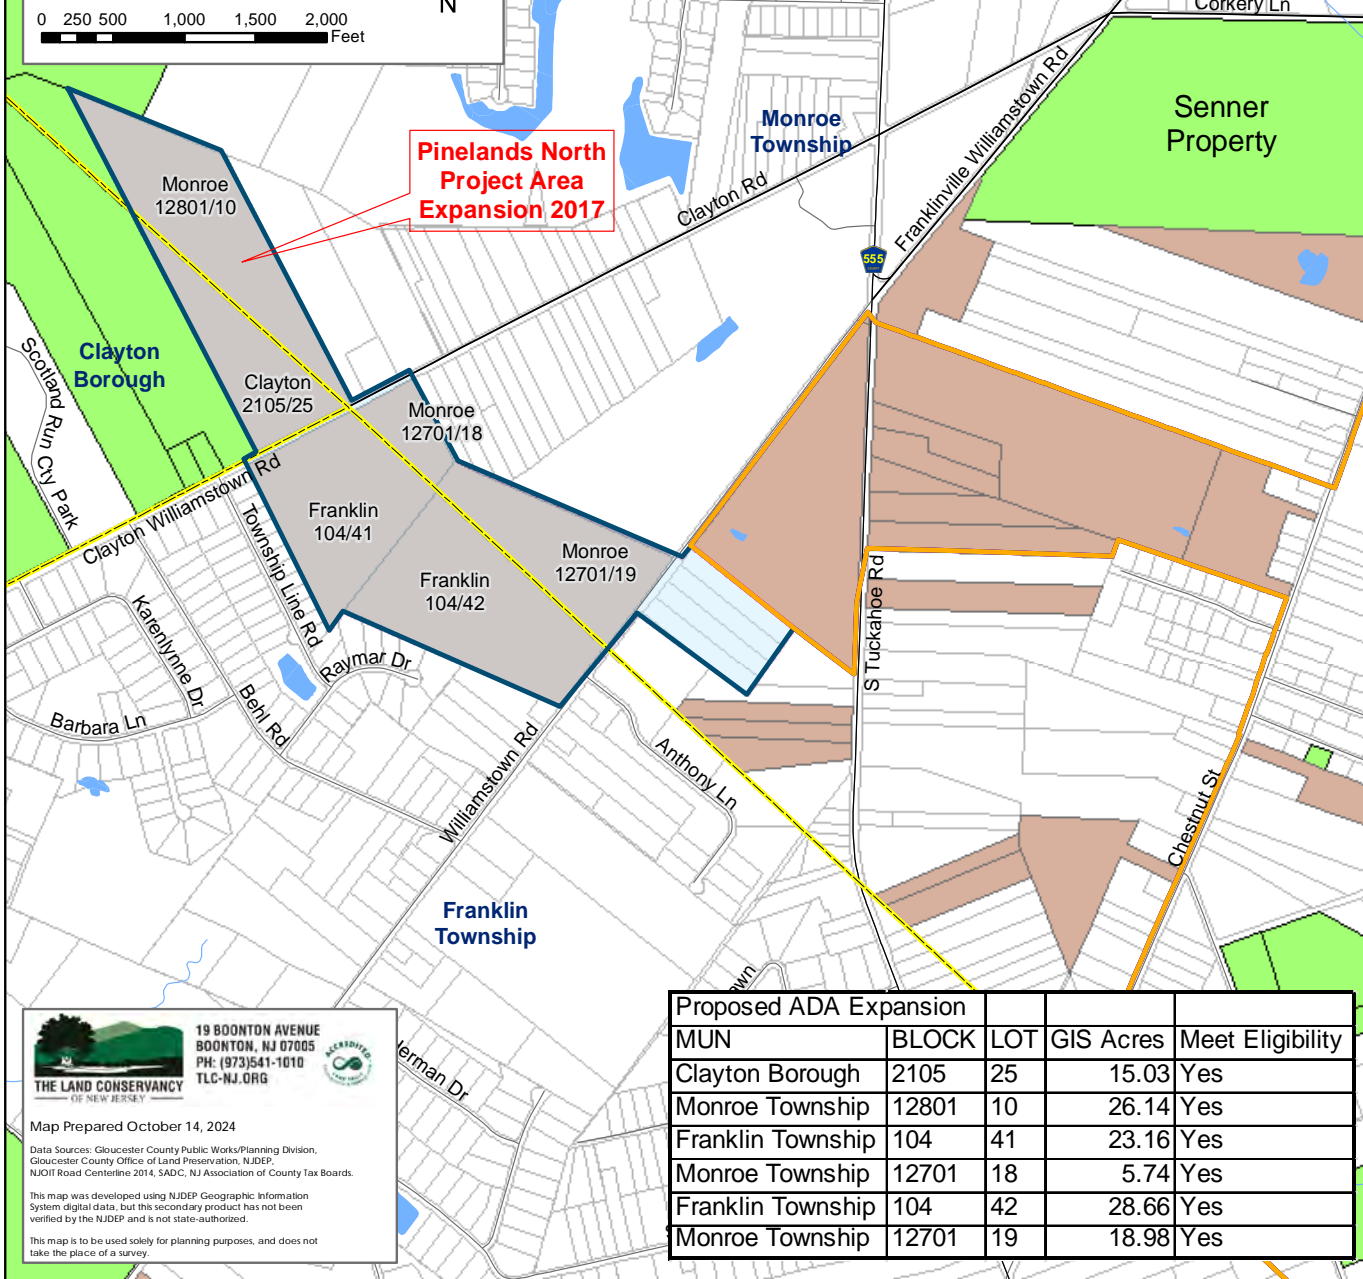 N
0 250 500 1,000 1,500 2,000
Feet
Corkery Ln
Senner
Property
Monroe
Township
Franklinville Williamstown Rd
Pinelands North
Project Area
Expansion 2017
Monroe
12801/10
Clayton Rd
555
Clayton
Borough
Scotland Run Cty Park
Clayton
2105/25
Monroe
12701/18
Clayton Williamstown Rd
Township Line Rd
Franklin
104/41
Franklin
104/42
Monroe
12701/19
S Tuckahoe Rd
Karenlynne Dr
Raymar Dr
Barbara Ln
Behl Rd
Williamstown Rd
Anthony Ln
Chestnut St
Franklin
Township
Proposed ADA Expansion
MUN BLOCK LOT GIS Acres Meet Eligibility
Clayton Borough 2105 25 15.03 Yes
Monroe Township 12801 10 26.14 Yes
Franklin Township 104 41 23.16 Yes
Monroe Township 12701 18 5.74 Yes
Franklin Township 104 42 28.66 Yes
Monroe Township 12701 19 18.98 Yes
THE LAND CONSERVANCY
OF NEW JERSEY
19 BOONTON AVENUE
BOONTON, NJ 07005
PH: (973)541-1010
TLC-NJ.ORG
ACCREDITED
Map Prepared October 14, 2024
Data Sources: Gloucester County Public Works/Planning Division,
Gloucester County Office of Land Preservation, NJDEP,
NJOIT Road Centerline 2014, SADC, NJ Association of County Tax Boards.
This map was developed using NJDEP Geographic Information
System digital data, but this secondary product has not been
verified by the NJDEP and is not state-authorized.
This map is to be used solely for planning purposes, and does not
take the place of a survey.